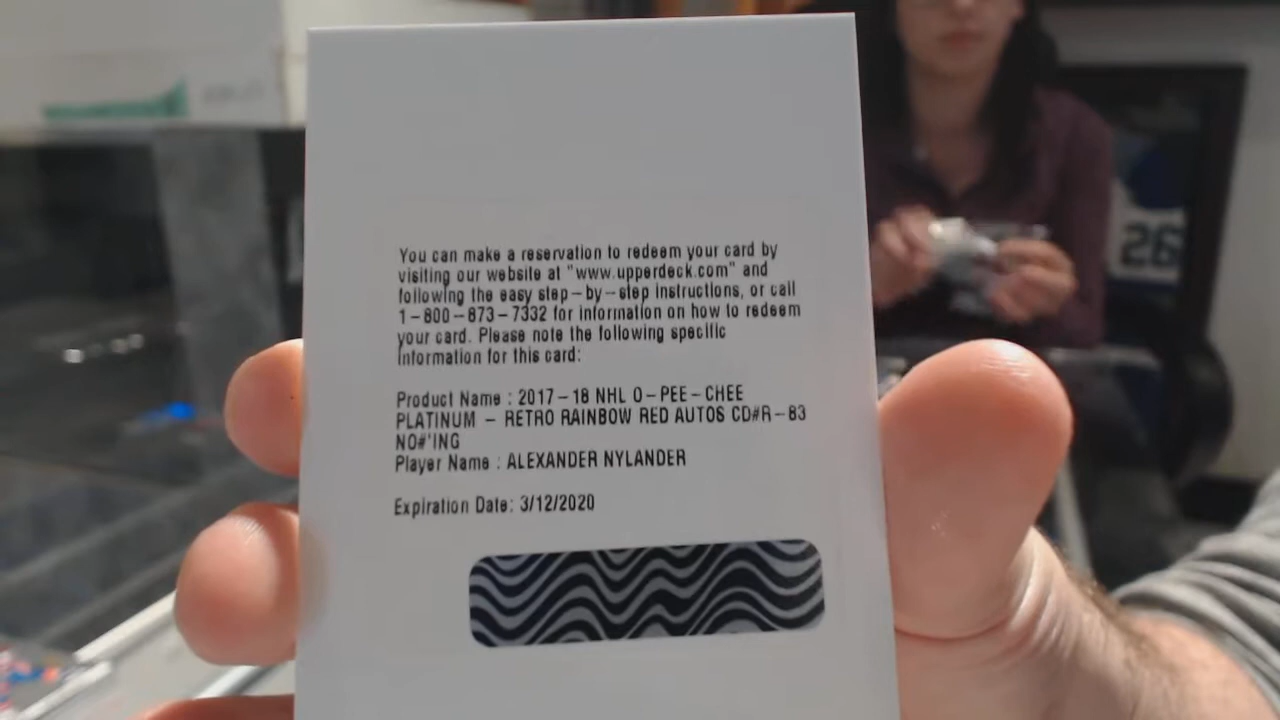 You can make a reservation to redeem your card by
visiting our website at "www.upperdeck.com" and
following the easy step-by-step instructions, or call
1-800-873-7332 for information on how to redeem
your card. Please note the following specific
information for this card:
Product Name : 2017-18 NHL O-PEE-CHEE
PLATINUM - RETRO RAINBOW RED AUTOS CD#R-83
NO#'ING
Player Name : ALEXANDER NYLANDER
Expiration Date: 3/12/2020
26